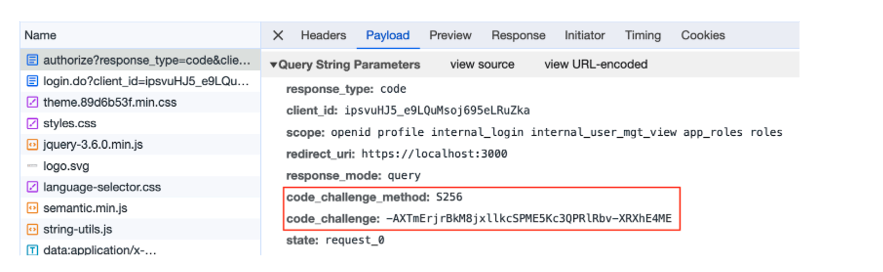 Name
authorize?response_type=code&clie...
login.do?client_id=ipsvuHJ5_e9LQu...
theme.89d6b53f.min.css
styles.css
jquery-3.6.0.min.js
logo.svg
language-selector.css
semantic.min.js
string-utils.js
data:application/x-...
Headers Payload Preview Response Initiator Timing Cookies
Query String Parameters view source view URL-encoded
response_type: code
client_id: ipsvuHJ5_e9LQuMsoj695eLRuZka
scope: openid profile internal_login internal_user_mgt_view app_roles roles
redirect_uri: https://localhost:3000
response_mode: query
code_challenge_method: S256
code_challenge: -AXTmErjrBkM8jxllkcSPME5Kc3QPRlRbv-XRXhE4ME
state: request_0